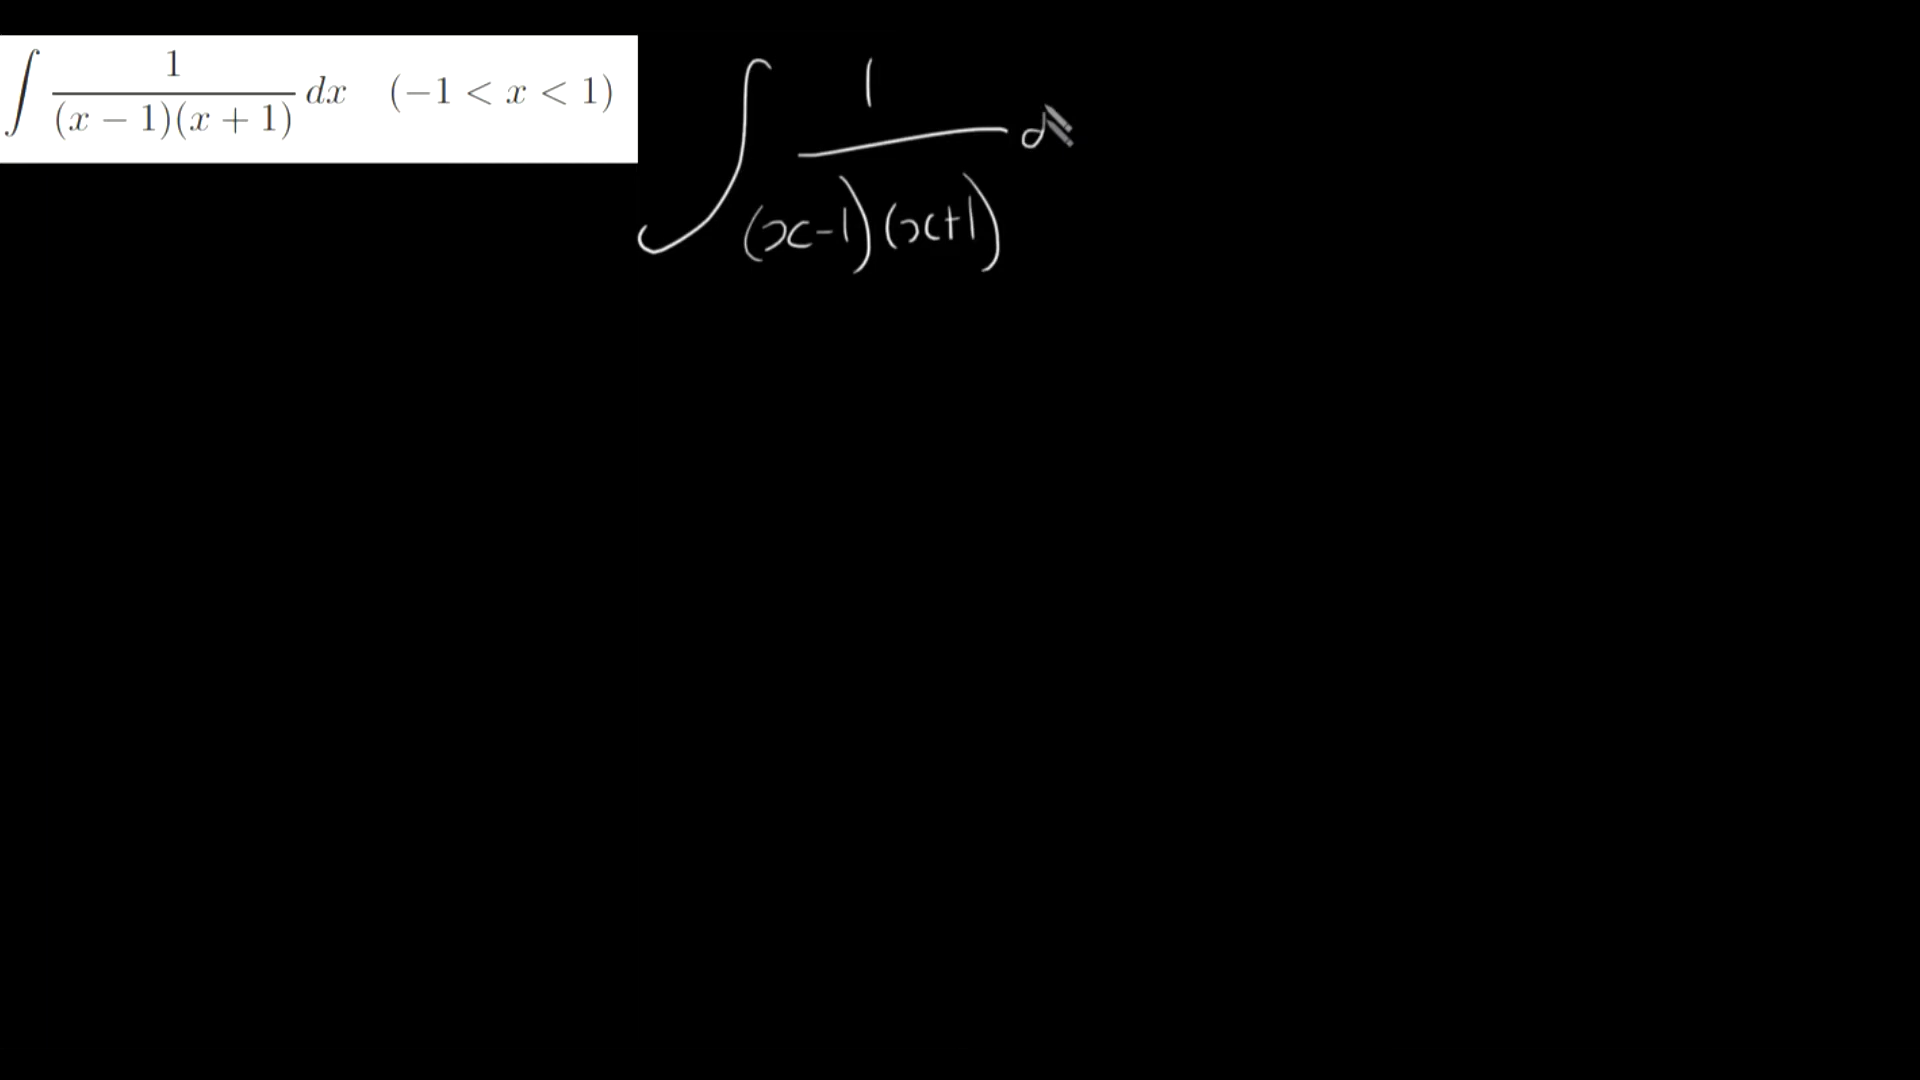 ∫ 1/((x − 1)(x + 1)) dx (−1 < x < 1)
∫ 1/((x-1)(x+1)) d